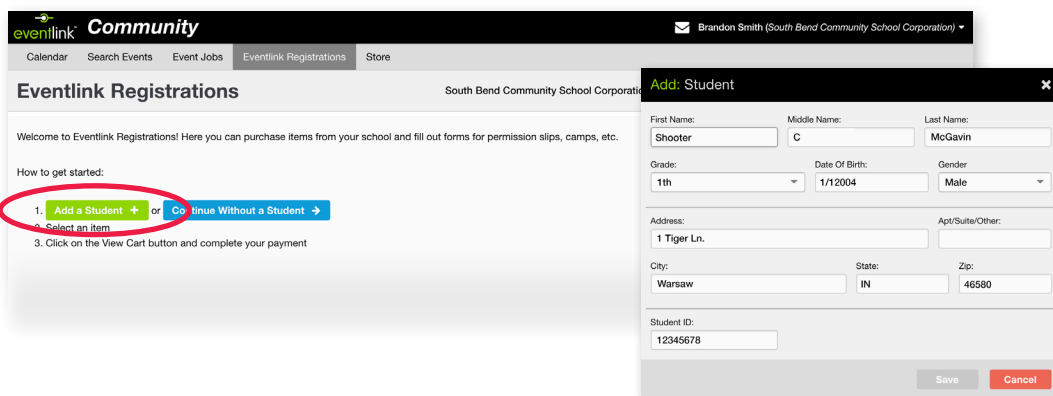 eventlink™ Community
Brandon Smith (South Bend Community School Corporation)
Calendar Search Events Event Jobs Eventlink Registrations Store
Eventlink Registrations
South Bend Community School Corporatio
Welcome to Eventlink Registrations! Here you can purchase items from your school and fill out forms for permission slips, camps, etc.
How to get started:
1. Add a Student + or Continue Without a Student →
2. Select an item
3. Click on the View Cart button and complete your payment
Add: Student
First Name: Middle Name: Last Name:
Shooter C McGavin
Grade: Date Of Birth: Gender
1th 1/12004 Male
Address: Apt/Suite/Other:
1 Tiger Ln.
City: State: Zip:
Warsaw IN 46580
Student ID:
12345678
Save Cancel